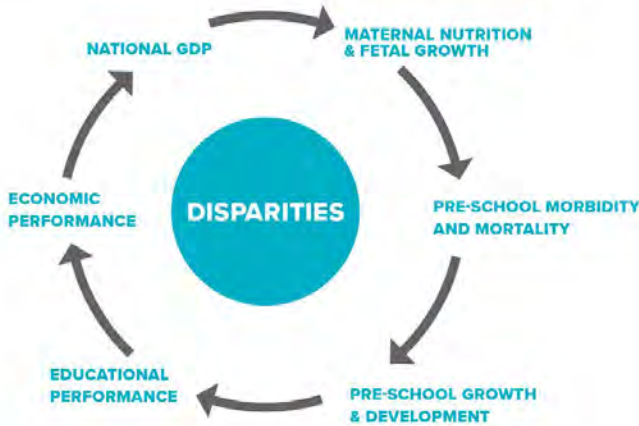 NATIONAL GDP
MATERNAL NUTRITION
& FETAL GROWTH
PRE-SCHOOL MORBIDITY
AND MORTALITY
PRE-SCHOOL GROWTH
& DEVELOPMENT
EDUCATIONAL
PERFORMANCE
ECONOMIC
PERFORMANCE
DISPARITIES